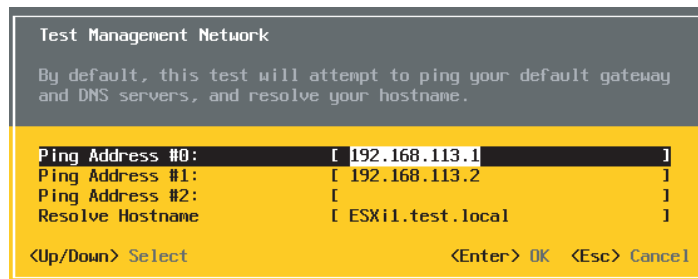 Test Management Network
By default, this test will attempt to ping your default gateway
and DNS servers, and resolve your hostname.
Ping Address #0: [ 192.168.113.1 ]
Ping Address #1: [ 192.168.113.2 ]
Ping Address #2: [ ]
Resolve Hostname [ ESXi1.test.local ]
<Up/Down> Select <Enter> OK <Esc> Cancel